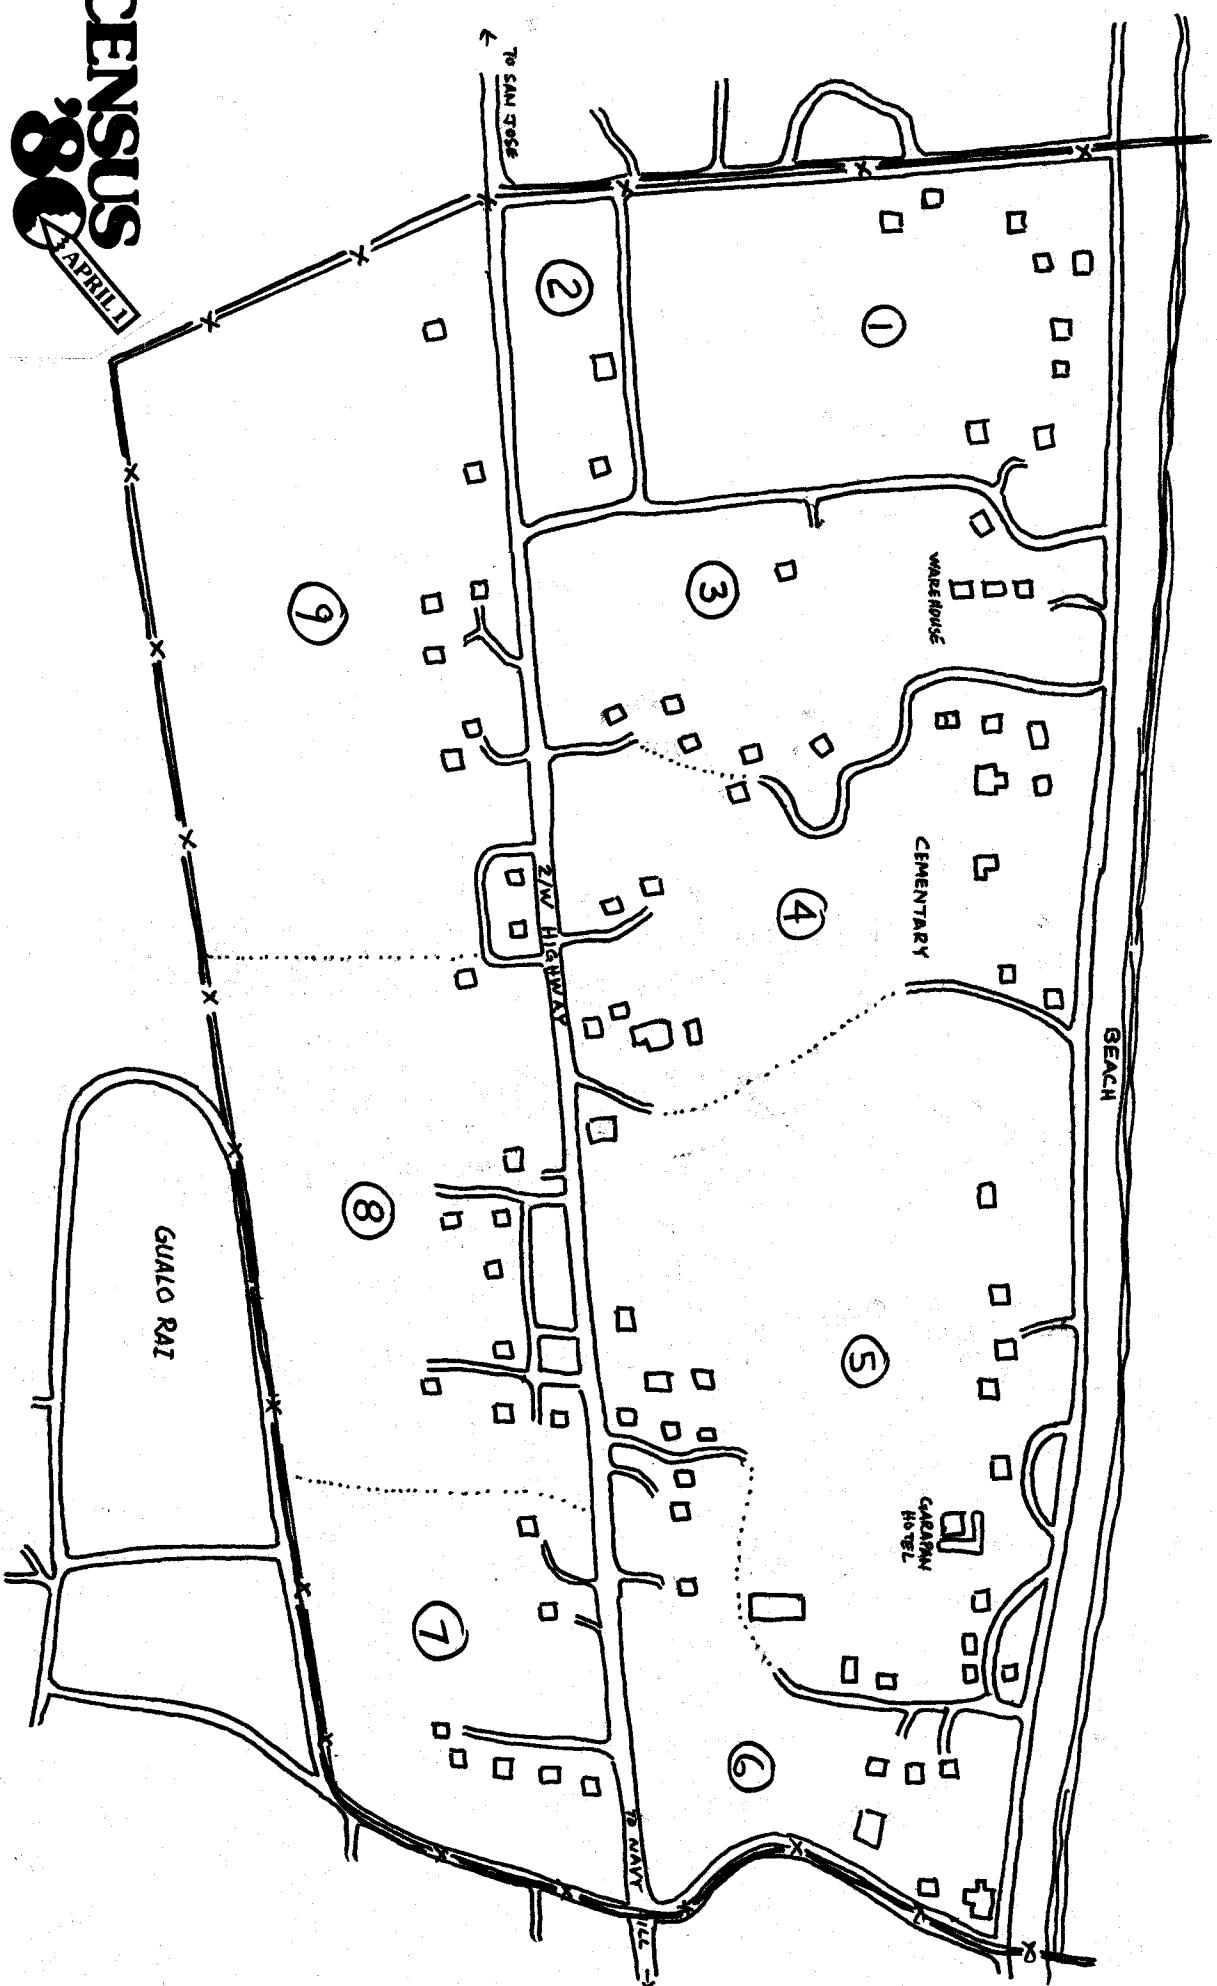 CENSUS
'80
APRIL 1
← TO SAN JOSE
2
1
3
WAREHOUSE
9
4
CEMENTARY
2/W HIGHWAY
BEACH
8
GUALO RAI
5
GARAPAN
HOTEL
7
6
TO NAVY